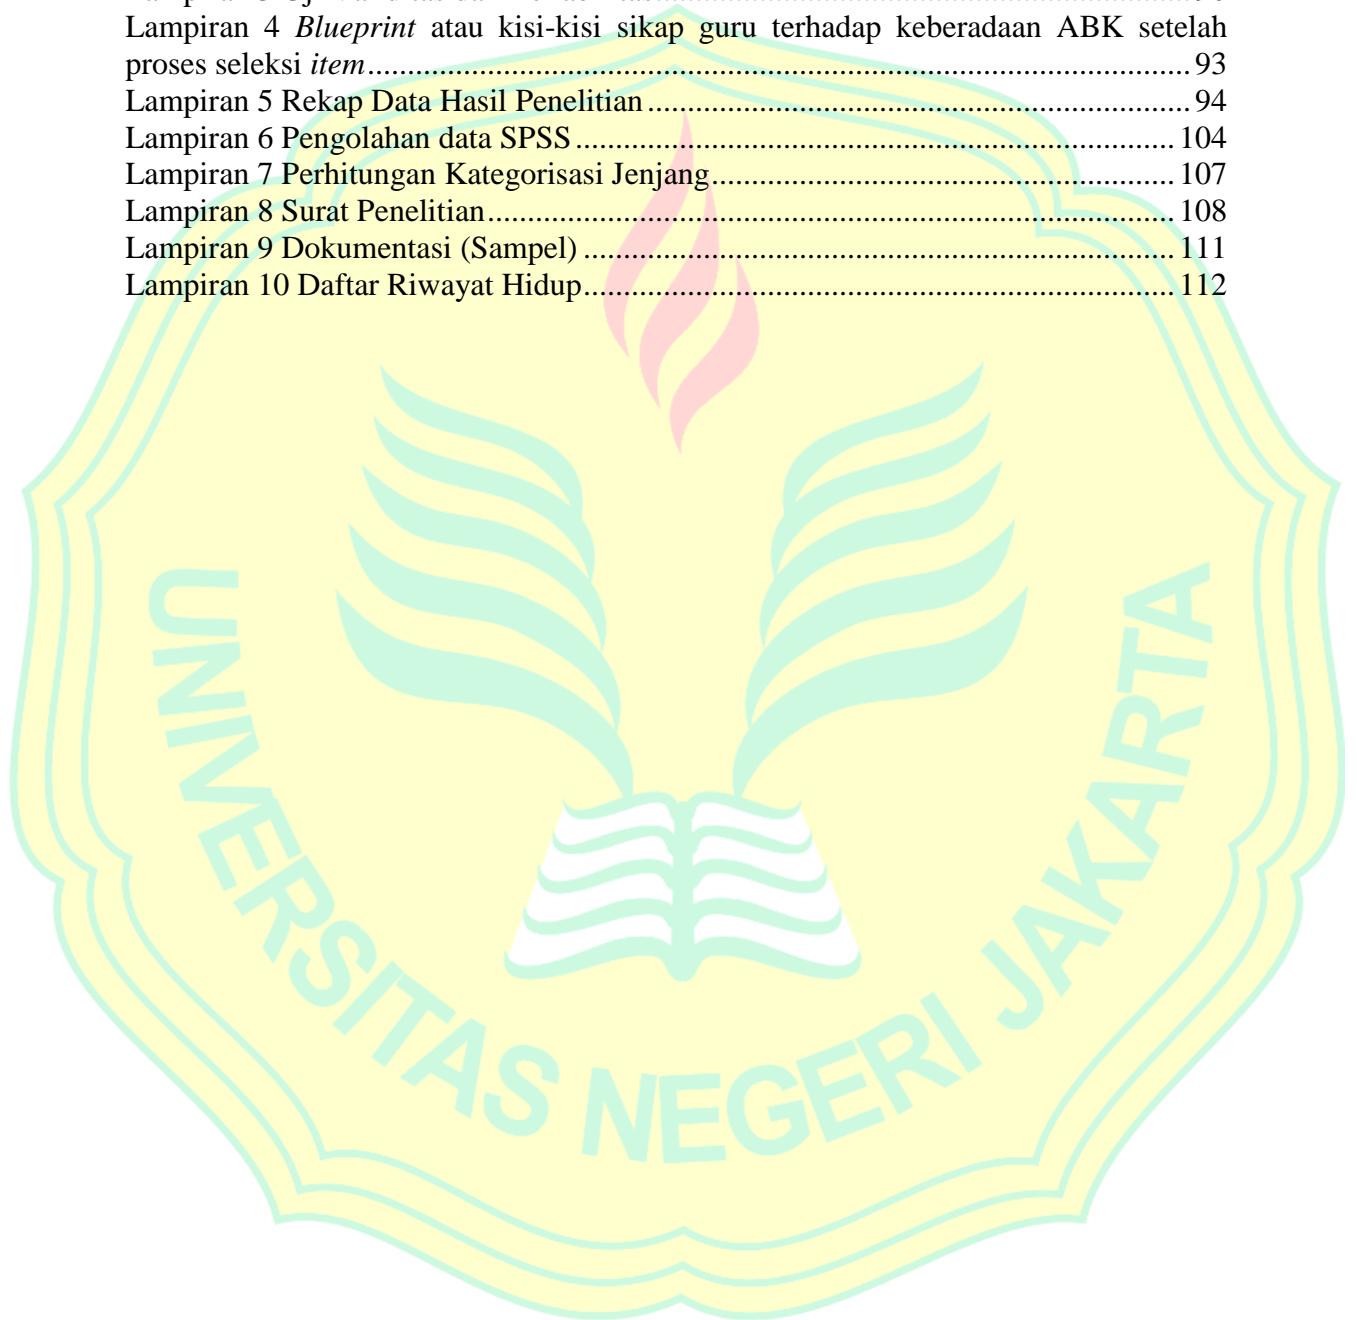 Lampiran 4 Blueprint atau kisi-kisi sikap guru terhadap keberadaan ABK setelah
proses seleksi item.......................................................................................................... 93
Lampiran 5 Rekap Data Hasil Penelitian ...................................................................... 94
Lampiran 6 Pengolahan data SPSS ............................................................................. 104
Lampiran 7 Perhitungan Kategorisasi Jenjang............................................................ 107
Lampiran 8 Surat Penelitian........................................................................................ 108
Lampiran 9 Dokumentasi (Sampel) ............................................................................ 111
Lampiran 10 Daftar Riwayat Hidup............................................................................ 112
UNIVERSITAS NEGERI JAKARTA